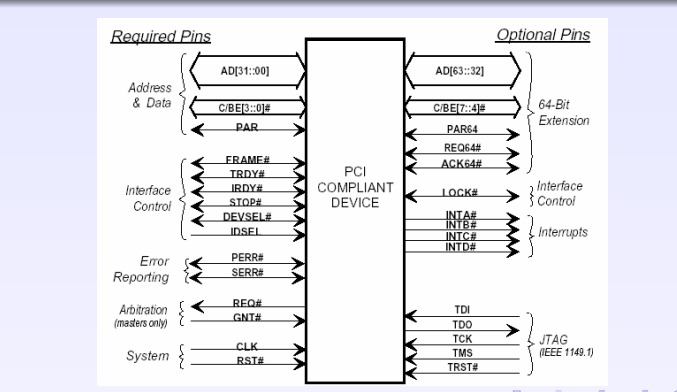 Required Pins
Optional Pins
Address
& Data
AD[31::00]
C/BE[3::0]#
PAR
Interface
Control
FRAME#
TRDY#
IRDY#
STOP#
DEVSEL#
IDSEL
Error
Reporting
PERR#
SERR#
Arbitration
(masters only)
REQ#
GNT#
System
CLK
RST#
PCI
COMPLIANT
DEVICE
AD[63::32]
C/BE[7::4]#
PAR64
REQ64#
ACK64#
64-Bit
Extension
LOCK#
Interface
Control
INTA#
INTB#
INTC#
INTD#
Interrupts
TDI
TDO
TCK
TMS
TRST#
JTAG
(IEEE 1149.1)